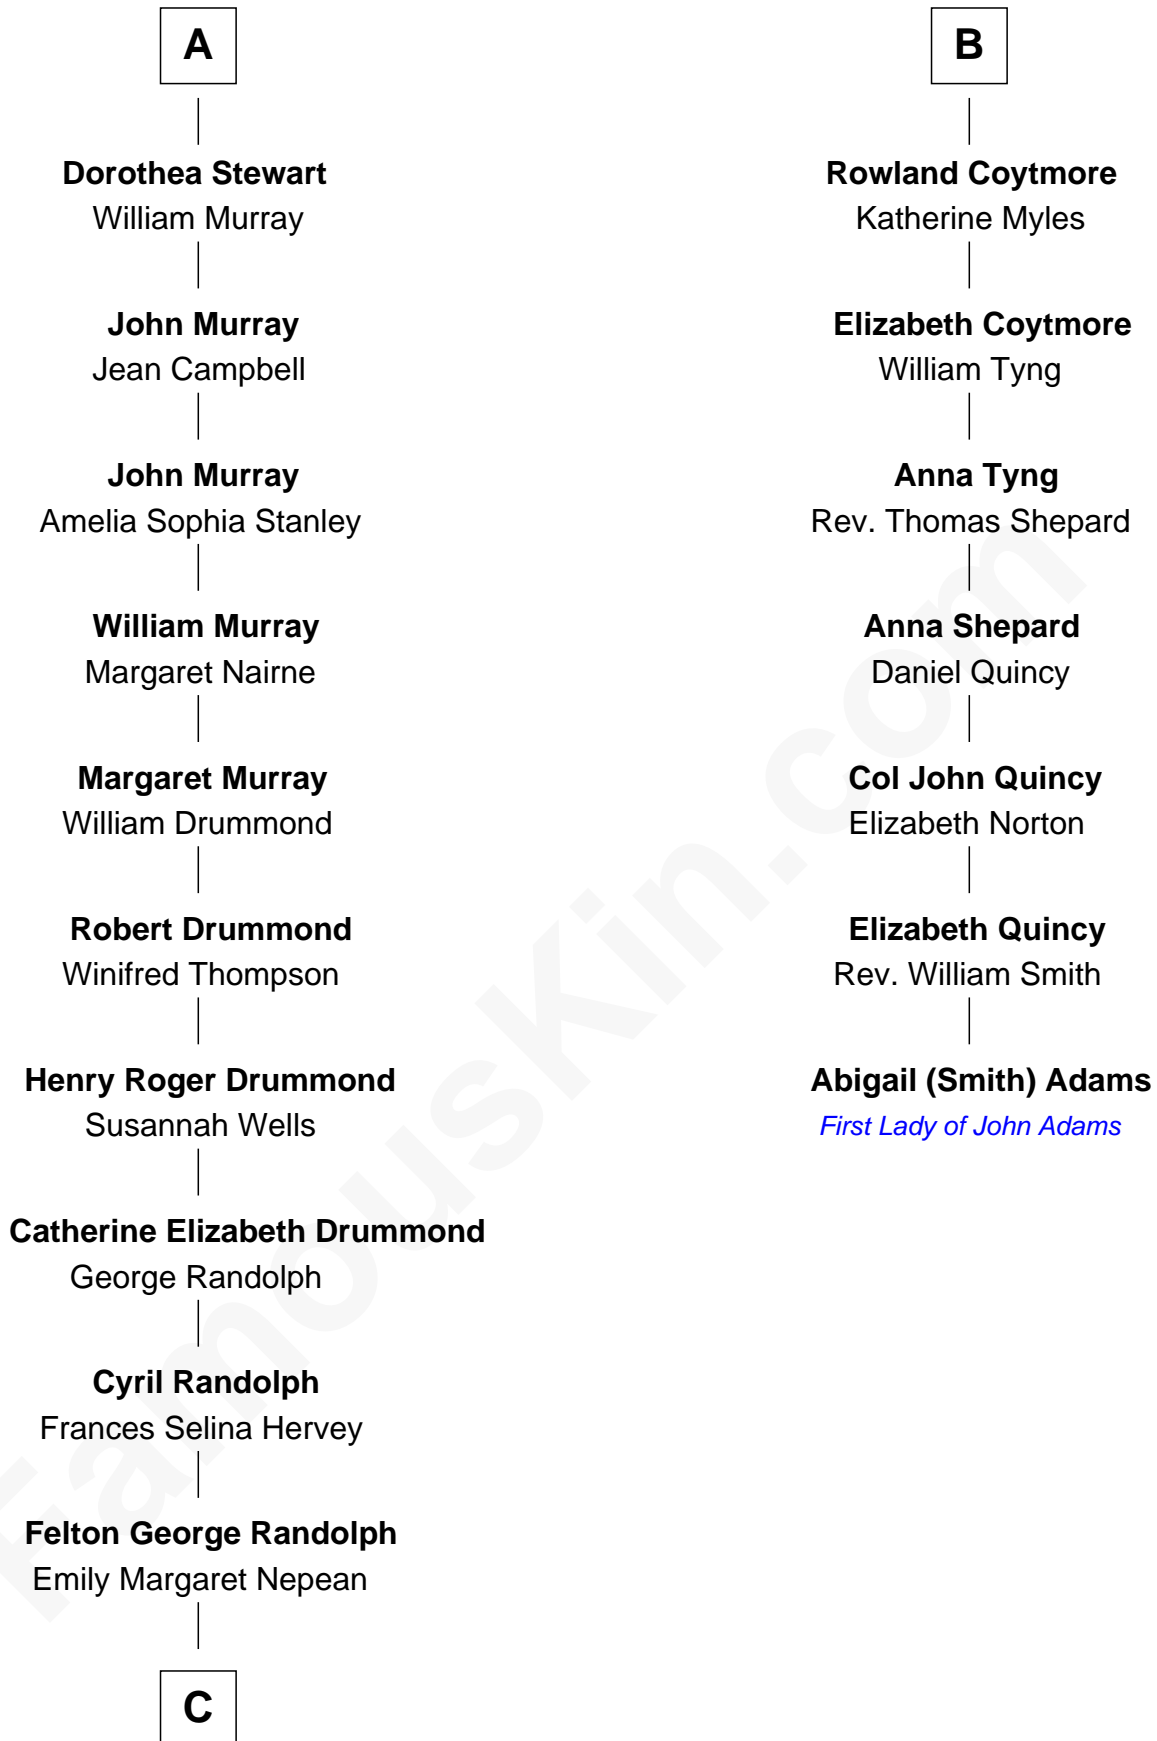 A
Dorothea Stewart
William Murray
John Murray
Jean Campbell
John Murray
Amelia Sophia Stanley
William Murray
Margaret Nairne
Margaret Murray
William Drummond
Robert Drummond
Winifred Thompson
Henry Roger Drummond
Susannah Wells
Catherine Elizabeth Drummond
George Randolph
Cyril Randolph
Frances Selina Hervey
Felton George Randolph
Emily Margaret Nepean
C
B
Rowland Coytmore
Katherine Myles
Elizabeth Coytmore
William Tyng
Anna Tyng
Rev. Thomas Shepard
Anna Shepard
Daniel Quincy
Col John Quincy
Elizabeth Norton
Elizabeth Quincy
Rev. William Smith
Abigail (Smith) Adams
First Lady of John Adams
FamousKin.com